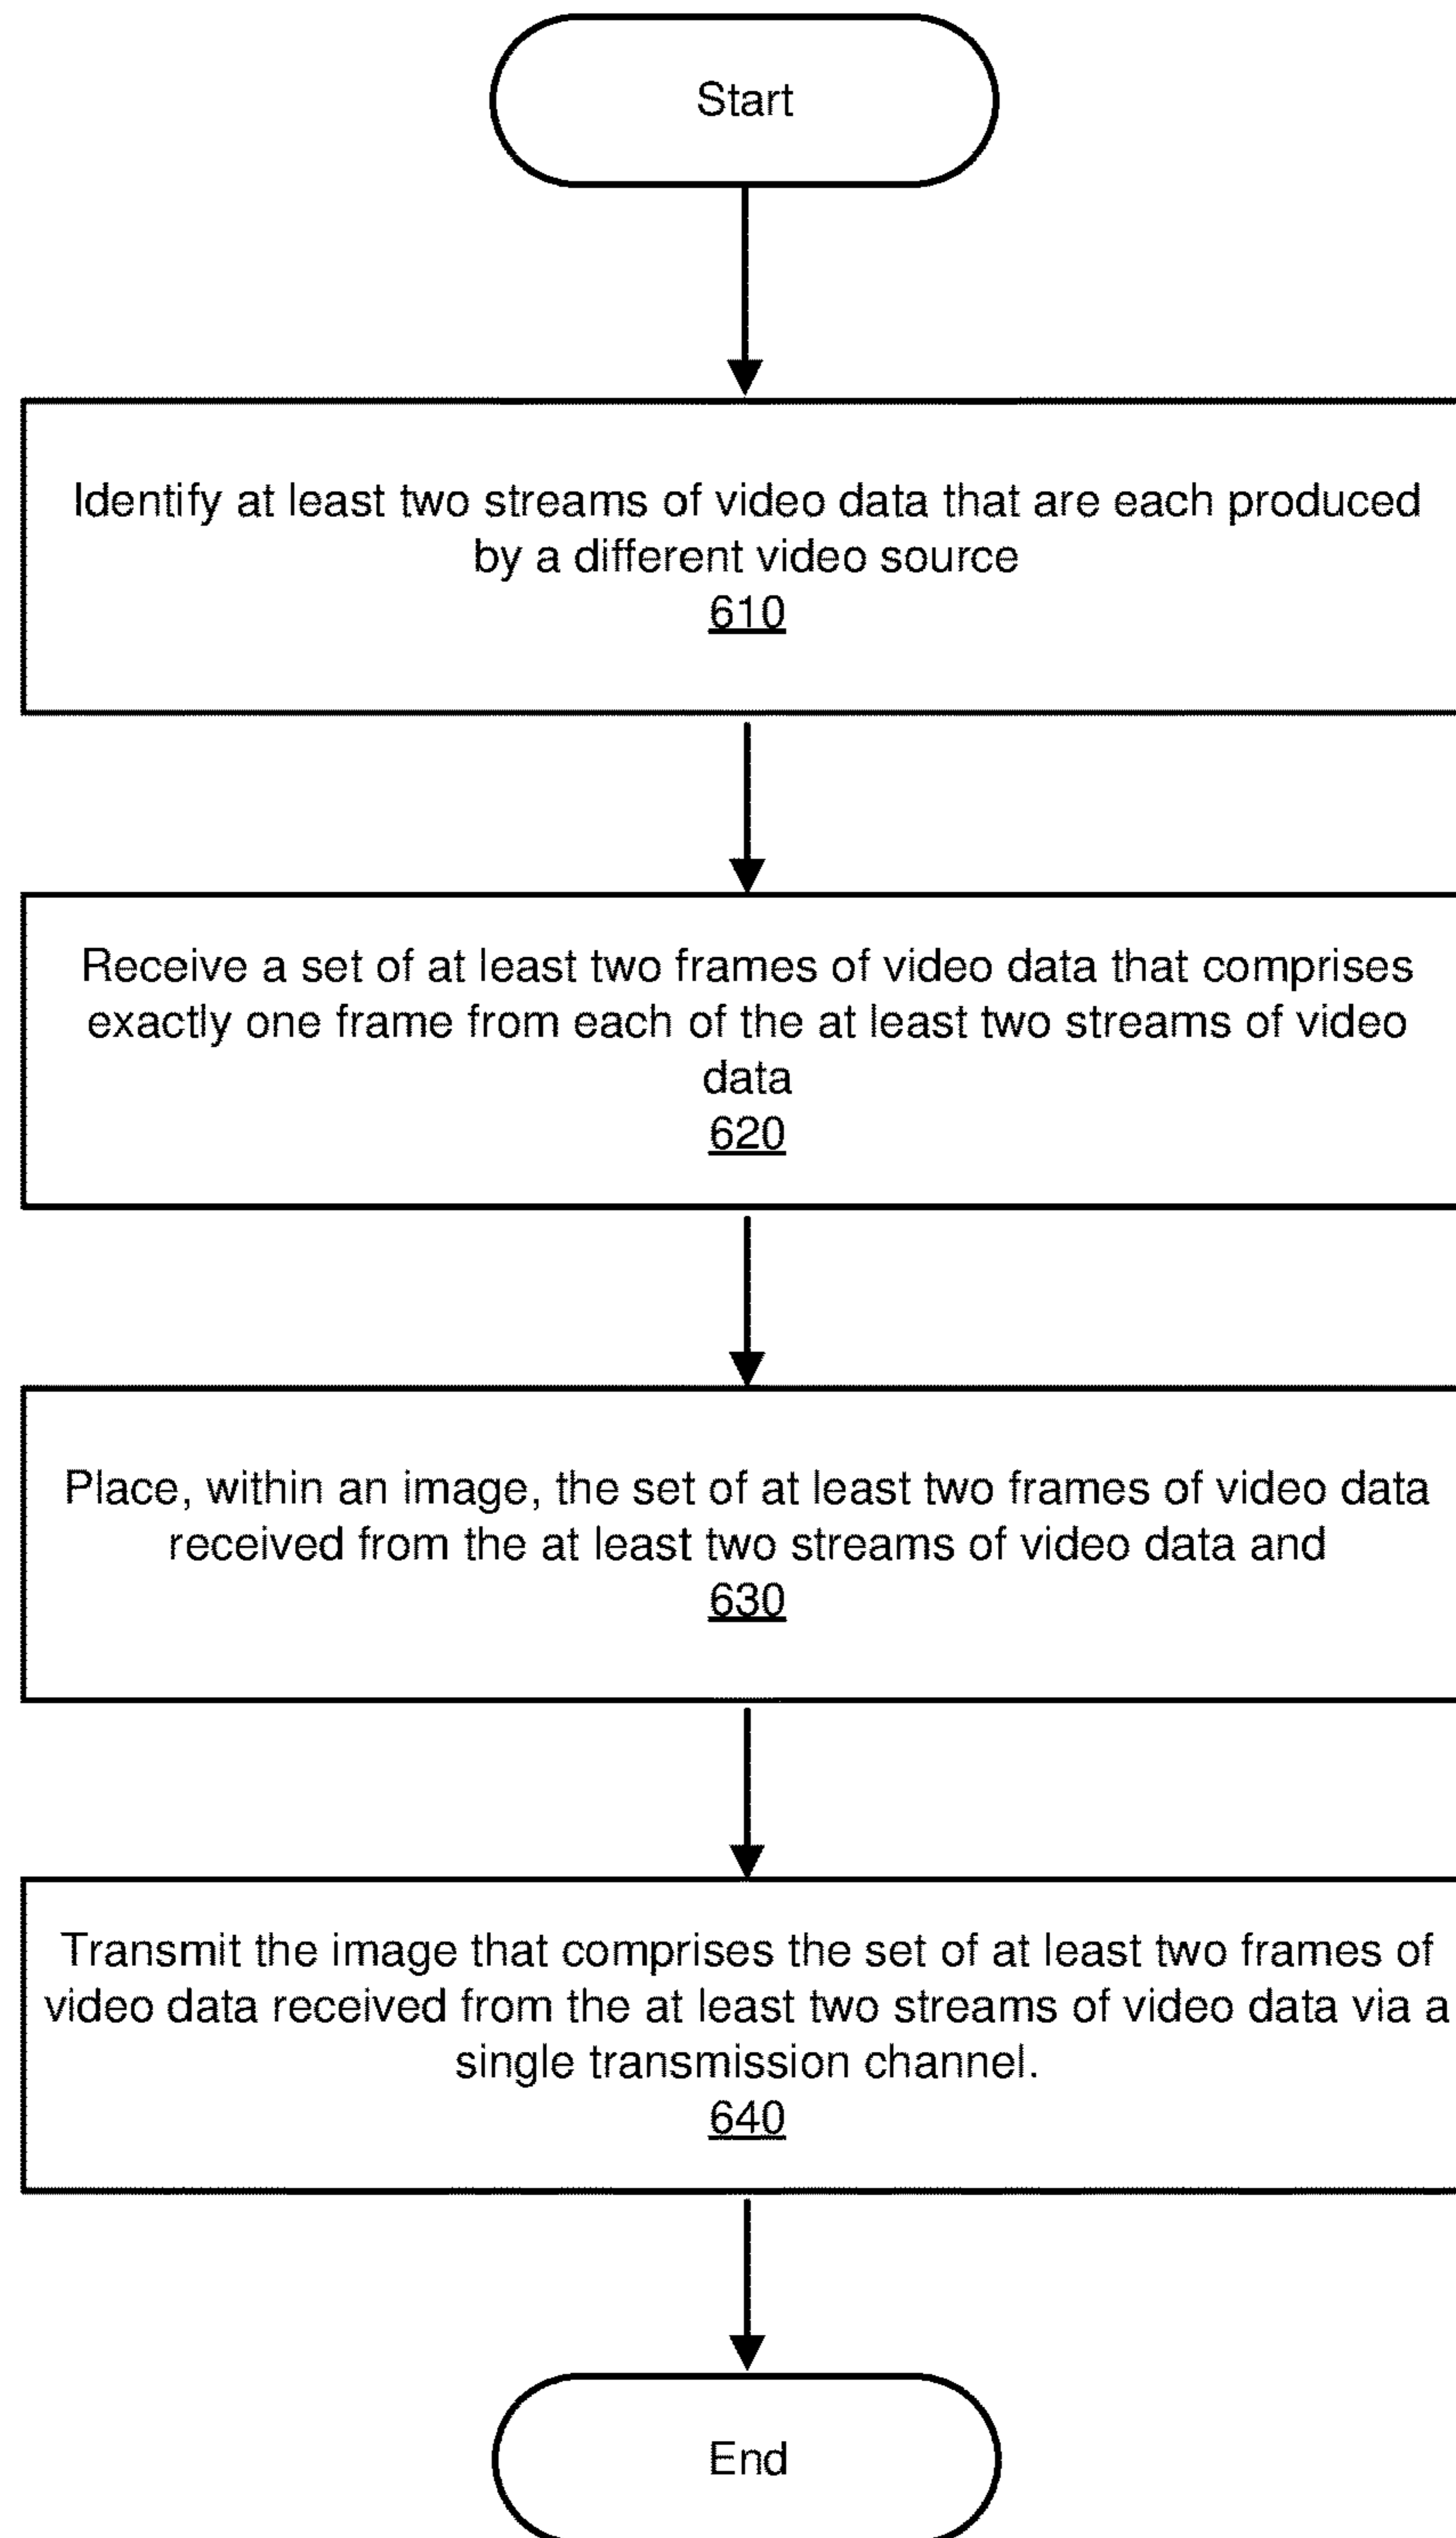 Start
Identify at least two streams of video data that are each produced
by a different video source
610
Receive a set of at least two frames of video data that comprises
exactly one frame from each of the at least two streams of video
data
620
Place, within an image, the set of at least two frames of video data
received from the at least two streams of video data and
630
Transmit the image that comprises the set of at least two frames of
video data received from the at least two streams of video data via a
single transmission channel.
640
End